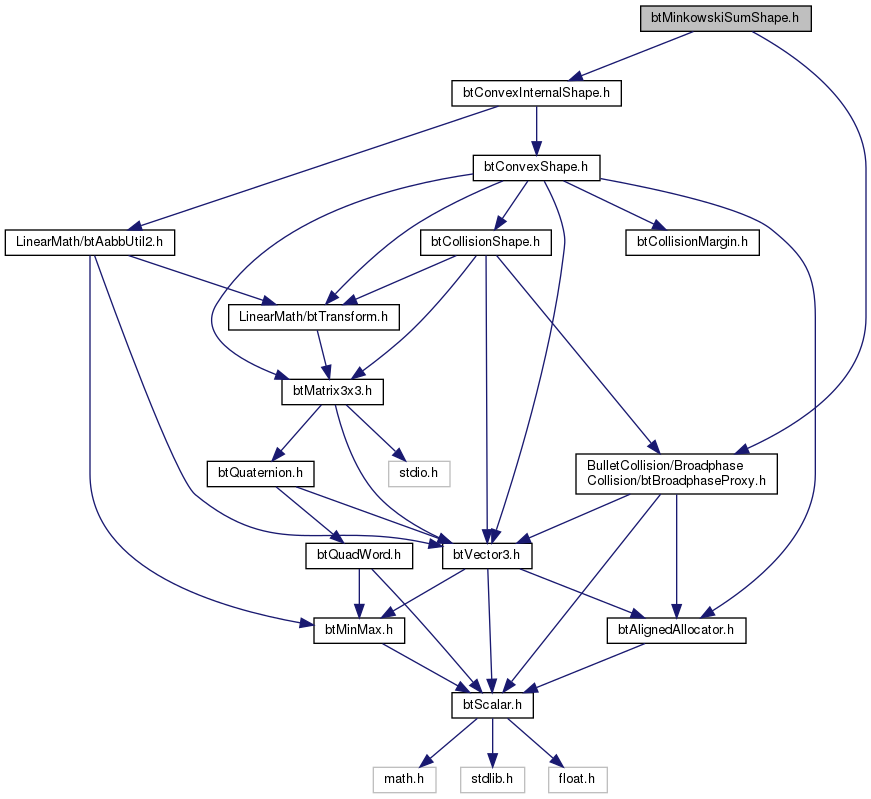 btMinkowskiSumShape.h
btConvexInternalShape.h
btConvexShape.h
LinearMath/btAabbUtil2.h
btCollisionShape.h
btCollisionMargin.h
LinearMath/btTransform.h
btMatrix3x3.h
btQuaternion.h
stdio.h
BulletCollision/Broadphase
Collision/btBroadphaseProxy.h
btQuadWord.h
btVector3.h
btMinMax.h
btAlignedAllocator.h
btScalar.h
math.h
stdlib.h
float.h